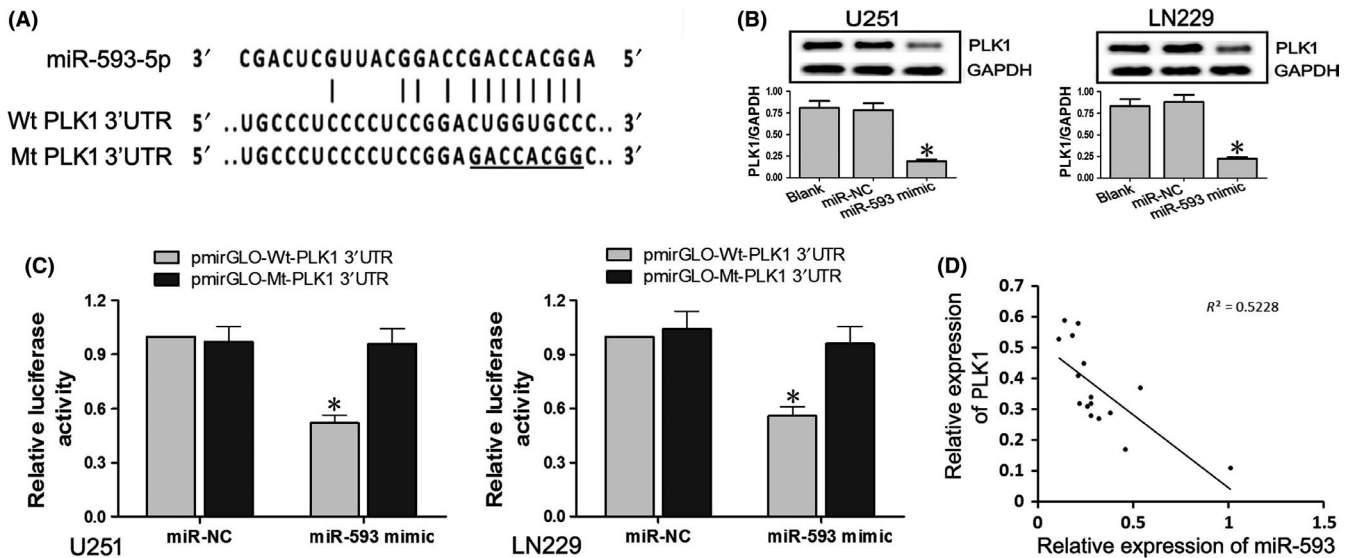 (A)
miR-593-5p 3′ CGACUCGUUACGGACCGACCACGGA 5′
Wt PLK1 3'UTR 5′ ..UGCCCUCCCCUCCGGACUGGUGCCC.. 3′
Mt PLK1 3'UTR 5′ ..UGCCCUCCCCUCCGGAGACCACGGC.. 3′
(B)
U251
PLK1
GAPDH
PLK1/GAPDH
1.00
0.75
0.50
0.25
0.00
*
Blank
miR-NC
miR-593 mimic
LN229
PLK1
GAPDH
PLK1/GAPDH
1.00
0.75
0.50
0.25
0.00
*
Blank
miR-NC
miR-593 mimic
(C)
pmirGLO-Wt-PLK1 3′UTR
pmirGLO-Mt-PLK1 3′UTR
Relative luciferase
activity
1.2
0.9
0.6
0.3
0.0
*
miR-NC
miR-593 mimic
U251
pmirGLO-Wt-PLK1 3′UTR
pmirGLO-Mt-PLK1 3′UTR
Relative luciferase
activity
1.2
0.9
0.6
0.3
0.0
*
miR-NC
miR-593 mimic
LN229
(D)
Relative expression
of PLK1
0.7
0.6
0.5
0.4
0.3
0.2
0.1
0
R² = 0.5228
0
0.5
1
1.5
Relative expression of miR-593